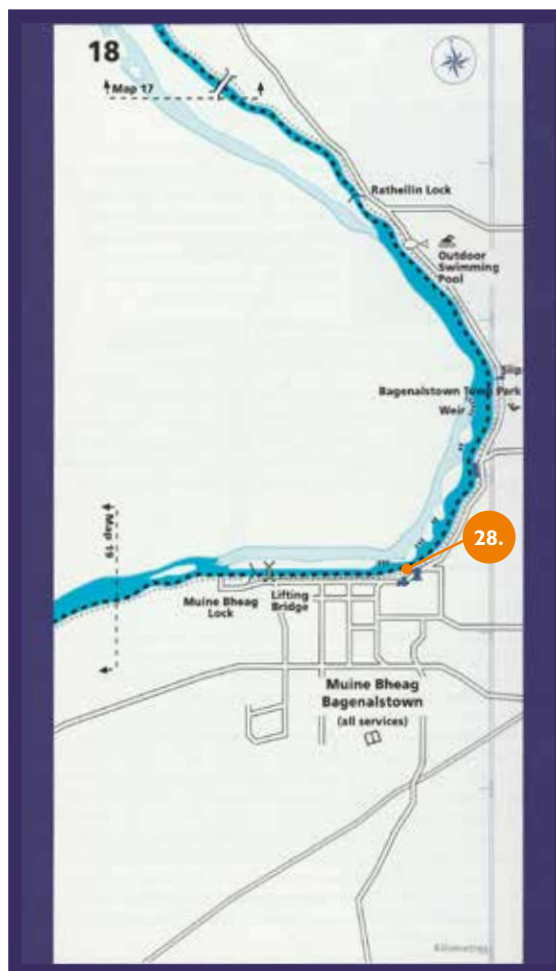 18
Map 17
Rathellin Lock
Outdoor
Swimming
Pool
Slip
Bagenalstown Town Park
Weir
28.
Map 19
Muine Bheag
Lock
Lifting
Bridge
Muine Bheag
Bagenalstown
(all services)
Kilometres